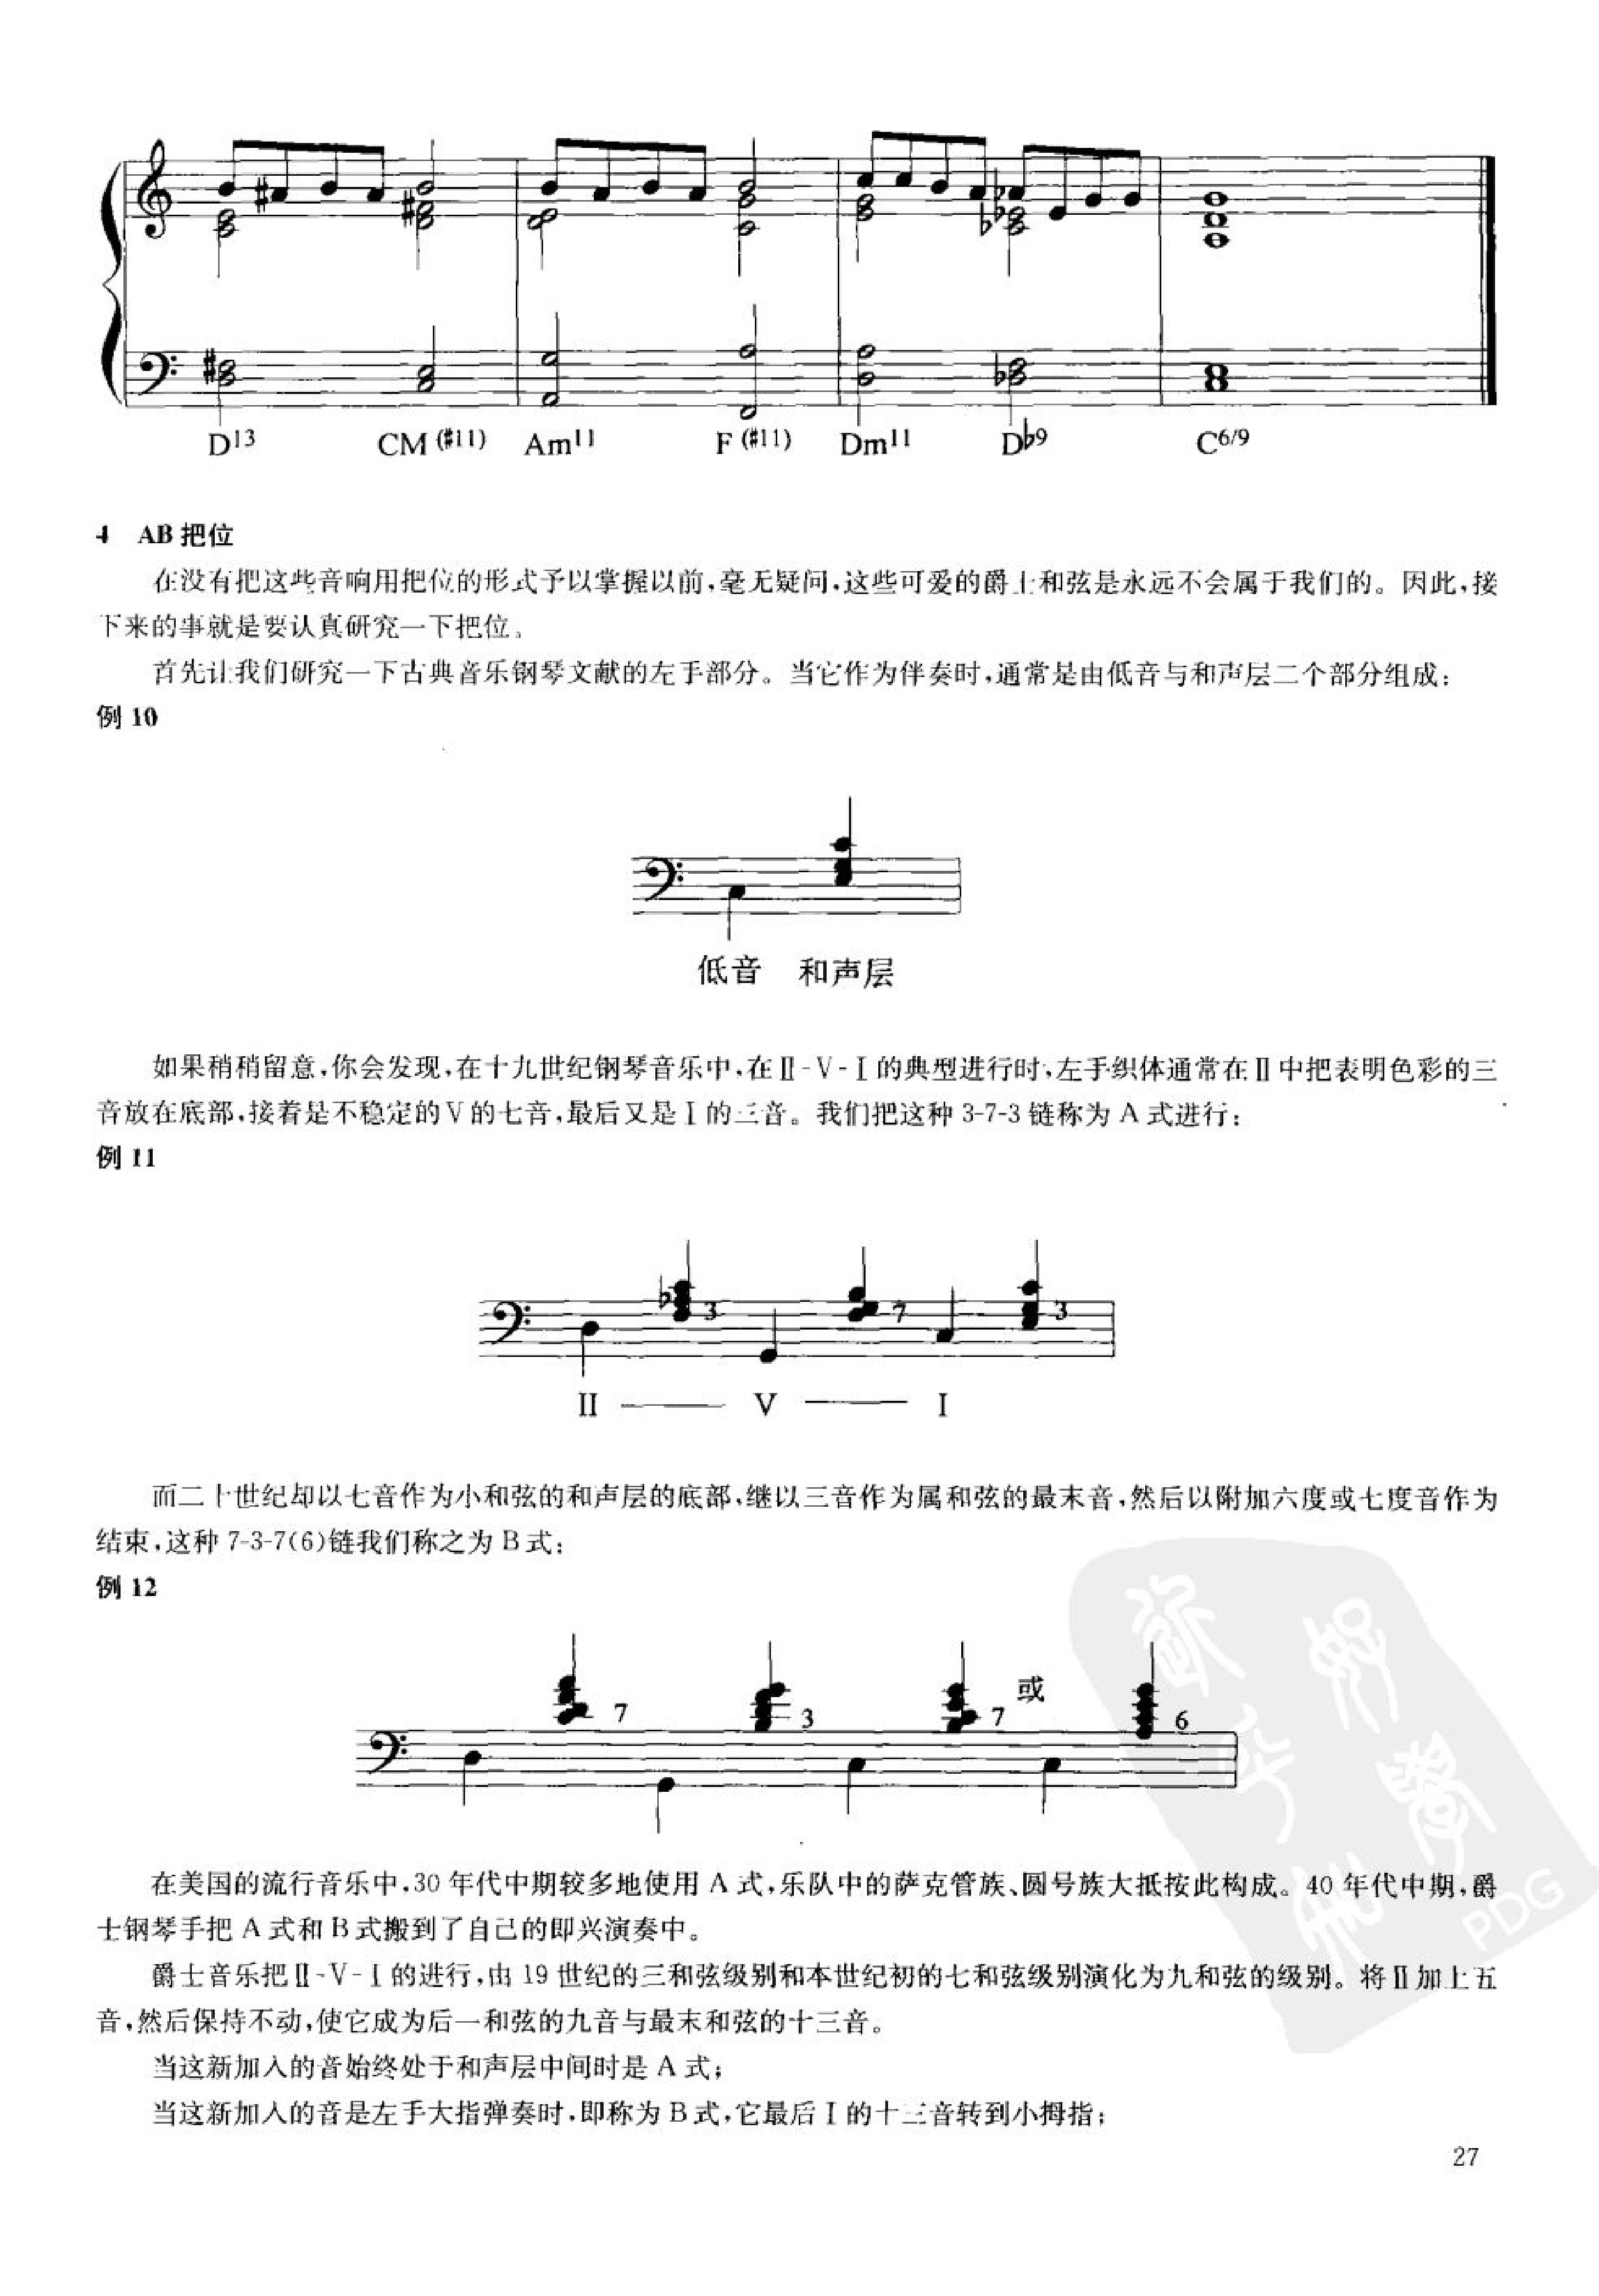 D13 CM (#11) Am11 F (#11) Dm11 D♭9 C6/9
4 AB 把位
在没有把这些音响用把位的形式予以掌握以前,毫无疑问,这些可爱的爵士和弦是永远不会属于我们的。因此,接
下来的事就是要认真研究一下把位。
首先让我们研究一下古典音乐钢琴文献的左手部分。当它作为伴奏时,通常是由低音与和声层二个部分组成:
例 10
低音 和声层
如果稍稍留意,你会发现,在十九世纪钢琴音乐中,在Ⅱ-Ⅴ-Ⅰ的典型进行时,左手织体通常在Ⅱ中把表明色彩的三
音放在底部,接着是不稳定的Ⅴ的七音,最后又是Ⅰ的三音。我们把这种 3-7-3 链称为 A 式进行:
例 11
3 7 3
II — V — I
而二十世纪却以七音作为小和弦的和声层的底部,继以三音作为属和弦的最末音,然后以附加六度或七度音作为
结束,这种 7-3-7(6)链我们称之为 B 式:
例 12
7 3 7 或 6
在美国的流行音乐中,30 年代中期较多地使用 A 式,乐队中的萨克管族、圆号族大抵按此构成。40 年代中期,爵
士钢琴手把 A 式和 B 式搬到了自己的即兴演奏中。
爵士音乐把Ⅱ-Ⅴ-Ⅰ的进行,由 19 世纪的三和弦级别和本世纪初的七和弦级别演化为九和弦的级别。将Ⅱ加上五
音,然后保持不动,使它成为后一和弦的九音与最末和弦的十三音。
当这新加入的音始终处于和声层中间时是 A 式;
当这新加入的音是左手大指弹奏时,即称为 B 式,它最后Ⅰ的十三音转到小拇指;
PDG
27